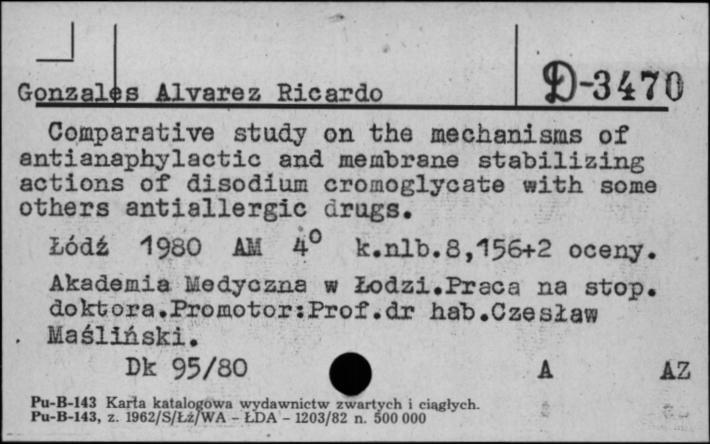 Gonzales Alvarez Ricardo
D-3470
Comparative study on the mechanisms of
antianaphylactic and membrane stabilizing
actions of disodium cromoglycate with some
others antiallergic drugs.
Łódź 1980 AM 4° k.nlb.8,156+2 oceny.
Akademia Medyczna w Łodzi.Praca na stop.
doktora.Promotor:Prof.dr hab.Czesław
Maśliński.
Dk 95/80 A AZ
Pu-B-143 Karta katalogowa wydawnictw zwartych i ciągłych.
Pu-B-143, z. 1962/S/Łż/WA - ŁDA - 1203/82 n. 500 000